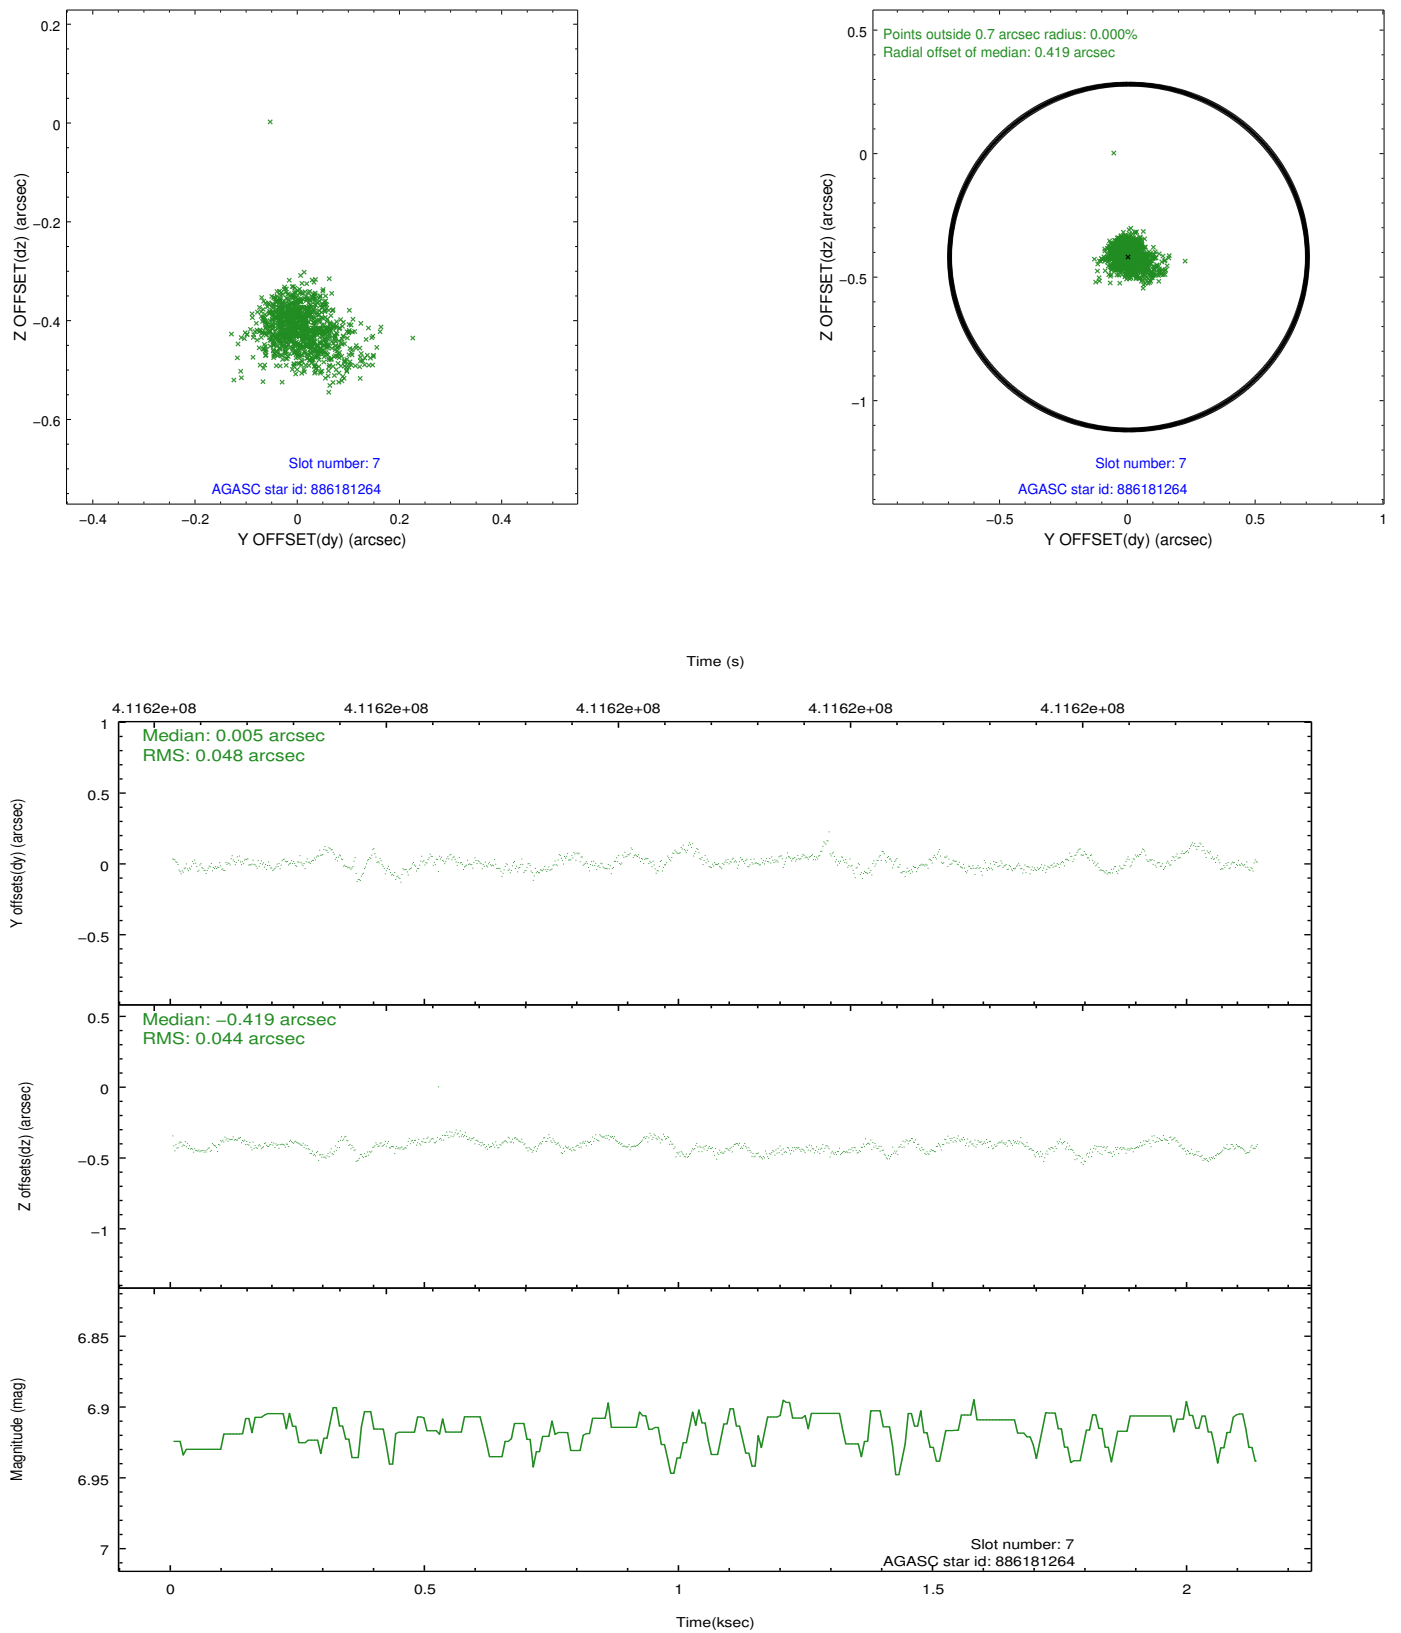 0.2
0
−0.2
−0.4
−0.6
Z OFFSET(dz) (arcsec)
Slot number: 7
AGASC star id: 886181264
−0.4 −0.2 0 0.2 0.4
Y OFFSET(dy) (arcsec)
0.5
0
−0.5
−1
Z OFFSET(dz) (arcsec)
Points outside 0.7 arcsec radius: 0.000%
Radial offset of median: 0.419 arcsec
Slot number: 7
AGASC star id: 886181264
−0.5 0 0.5 1
Y OFFSET(dy) (arcsec)
Time (s)
4.1162e+08 4.1162e+08 4.1162e+08 4.1162e+08 4.1162e+08
1
0.5
0
−0.5
Y offsets(dy) (arcsec)
Median: 0.005 arcsec
RMS: 0.048 arcsec
0.5
0
−0.5
−1
Z offsets(dz) (arcsec)
Median: −0.419 arcsec
RMS: 0.044 arcsec
6.85
6.9
6.95
7
Magnitude (mag)
Slot number: 7
AGASC star id: 886181264
0 0.5 1 1.5 2
Time(ksec)